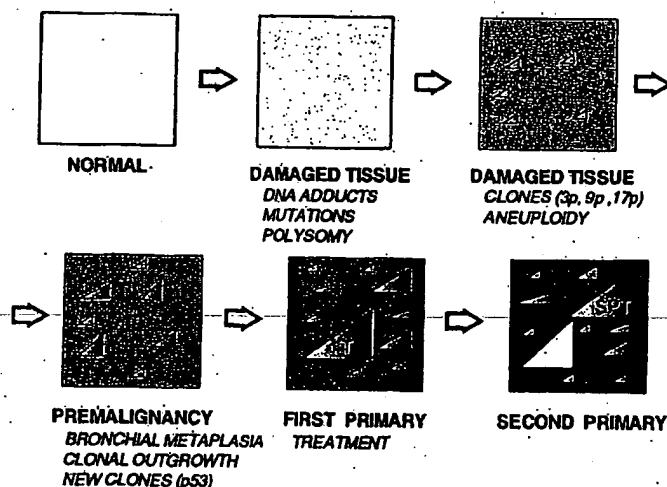 NORMAL
DAMAGED TISSUE
DNA ADDUCTS
MUTATIONS
POLYSOMY
DAMAGED TISSUE
CLONES (3p, 9p ,17p)
ANEUPLOIDY
PREMALIGNANCY
BRONCHIAL METAPLASIA
CLONAL OUTGROWTH
NEW CLONES (p53)
FIRST PRIMARY
TREATMENT
SPT
SECOND PRIMARY